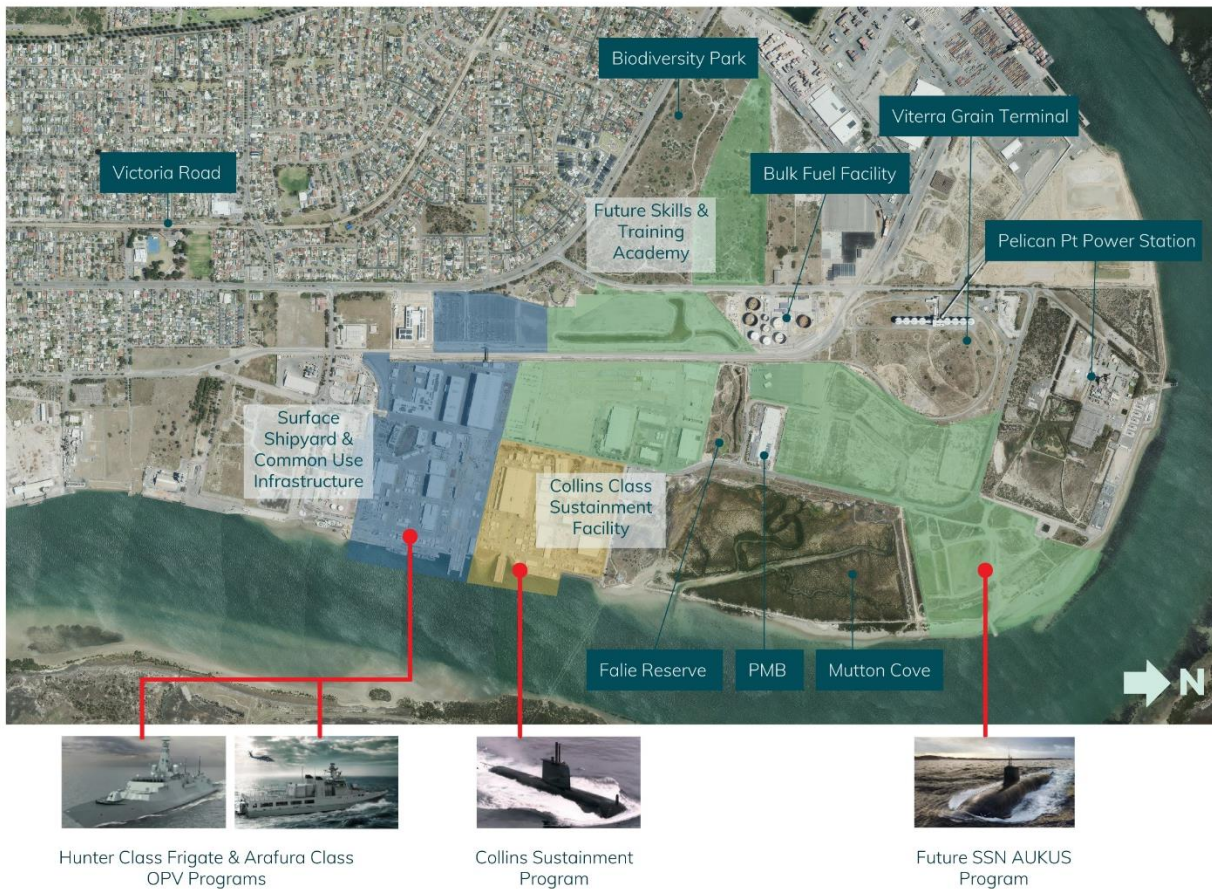 Biodiversity Park
Viterra Grain Terminal
Victoria Road
Bulk Fuel Facility
Future Skills &
Training
Academy
Pelican Pt Power Station
Surface
Shipyard &
Common Use
Infrastructure
Collins Class
Sustainment
Facility
Falie Reserve
PMB
Mutton Cove
N
Hunter Class Frigate & Arafura Class
OPV Programs
Collins Sustainment
Program
Future SSN AUKUS
Program